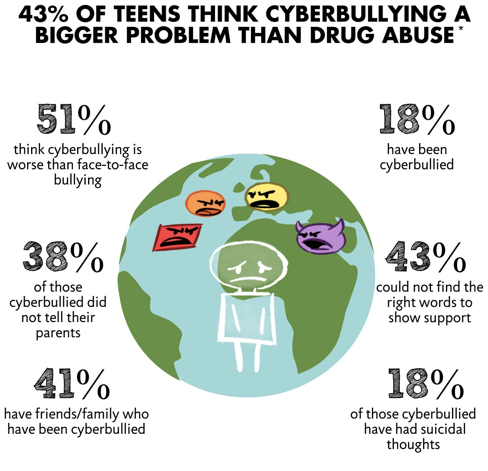 43% OF TEENS THINK CYBERBULLYING A
BIGGER PROBLEM THAN DRUG ABUSE*
51%
think cyberbullying is
worse than face-to-face
bullying
18%
have been
cyberbullied
38%
of those
cyberbullied did
not tell their
parents
43%
could not find the
right words to
show support
41%
have friends/family who
have been cyberbullied
18%
of those cyberbullied
have had suicidal
thoughts